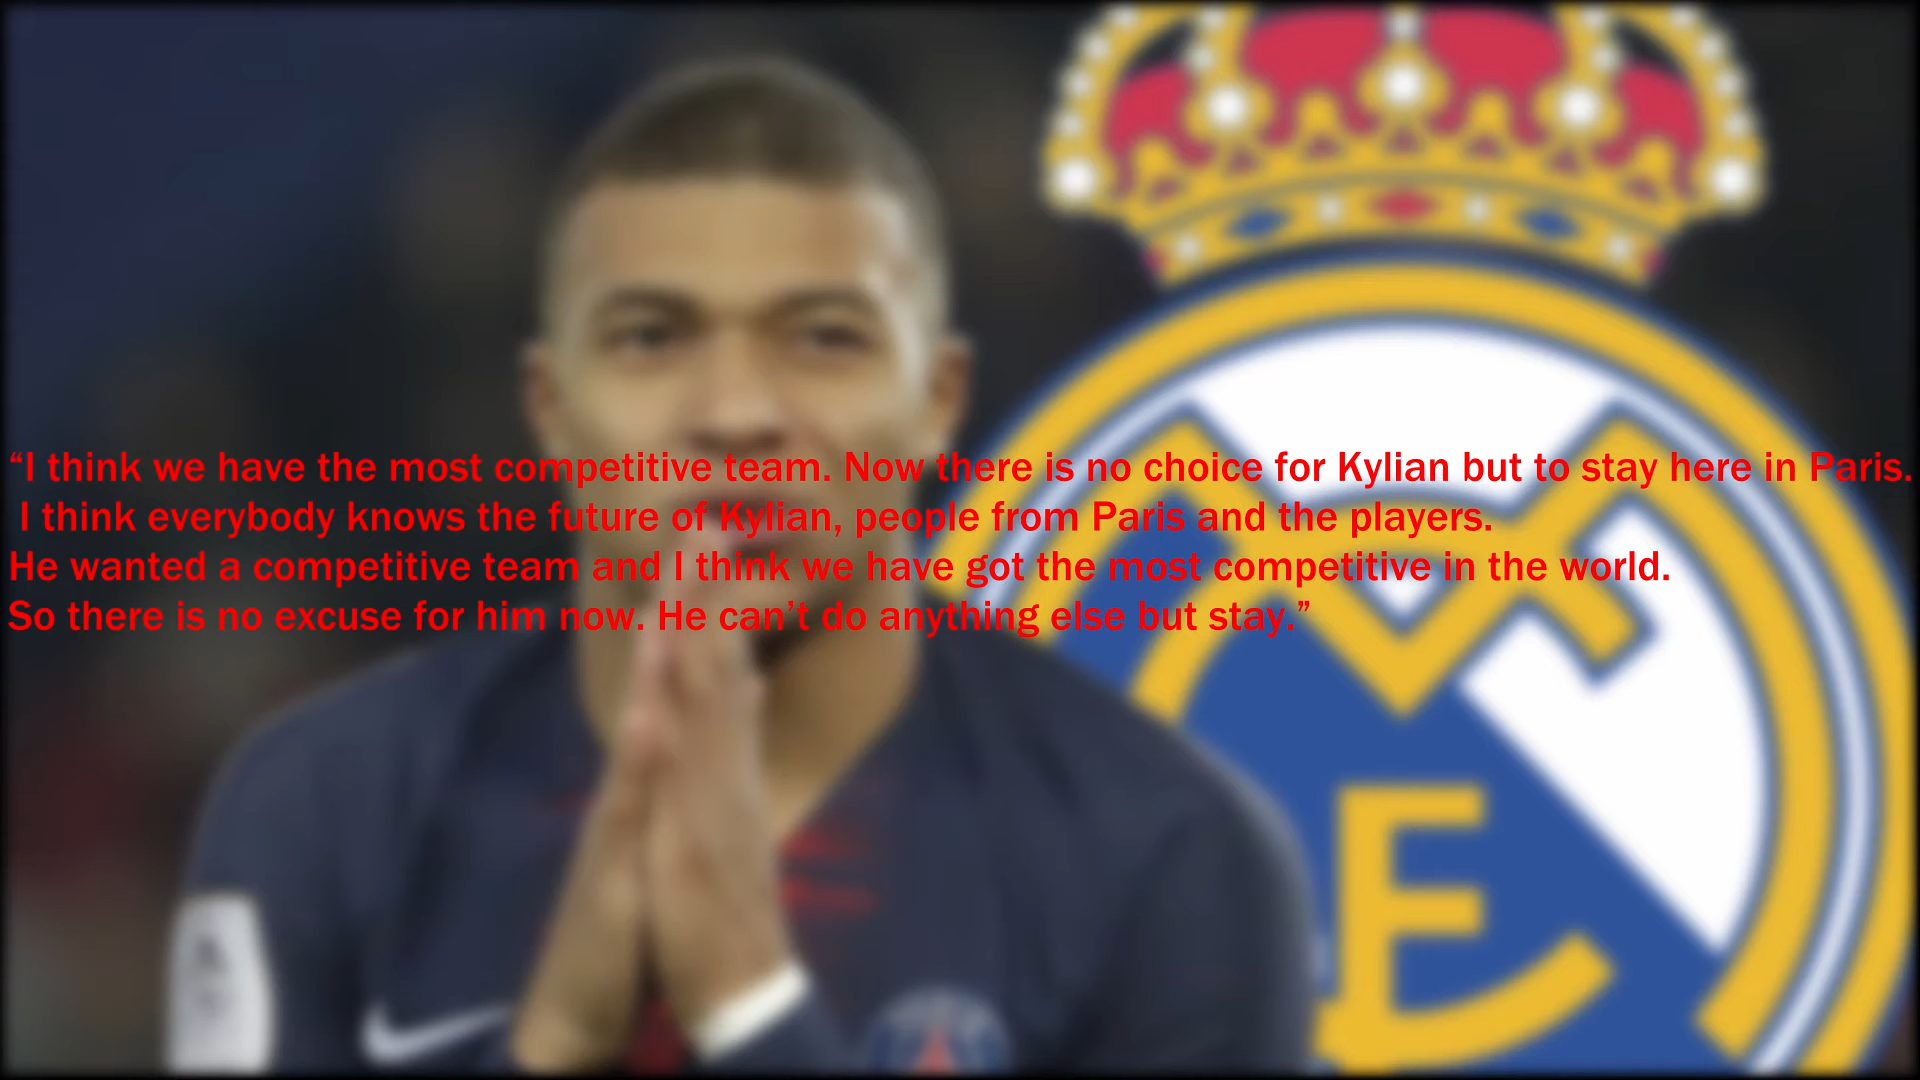 “I think we have the most competitive team. Now there is no choice for Kylian but to stay here in Paris.
I think everybody knows the future of Kylian, people from Paris and the players.
He wanted a competitive team and I think we have got the most competitive in the world.
So there is no excuse for him now. He can’t do anything else but stay.”